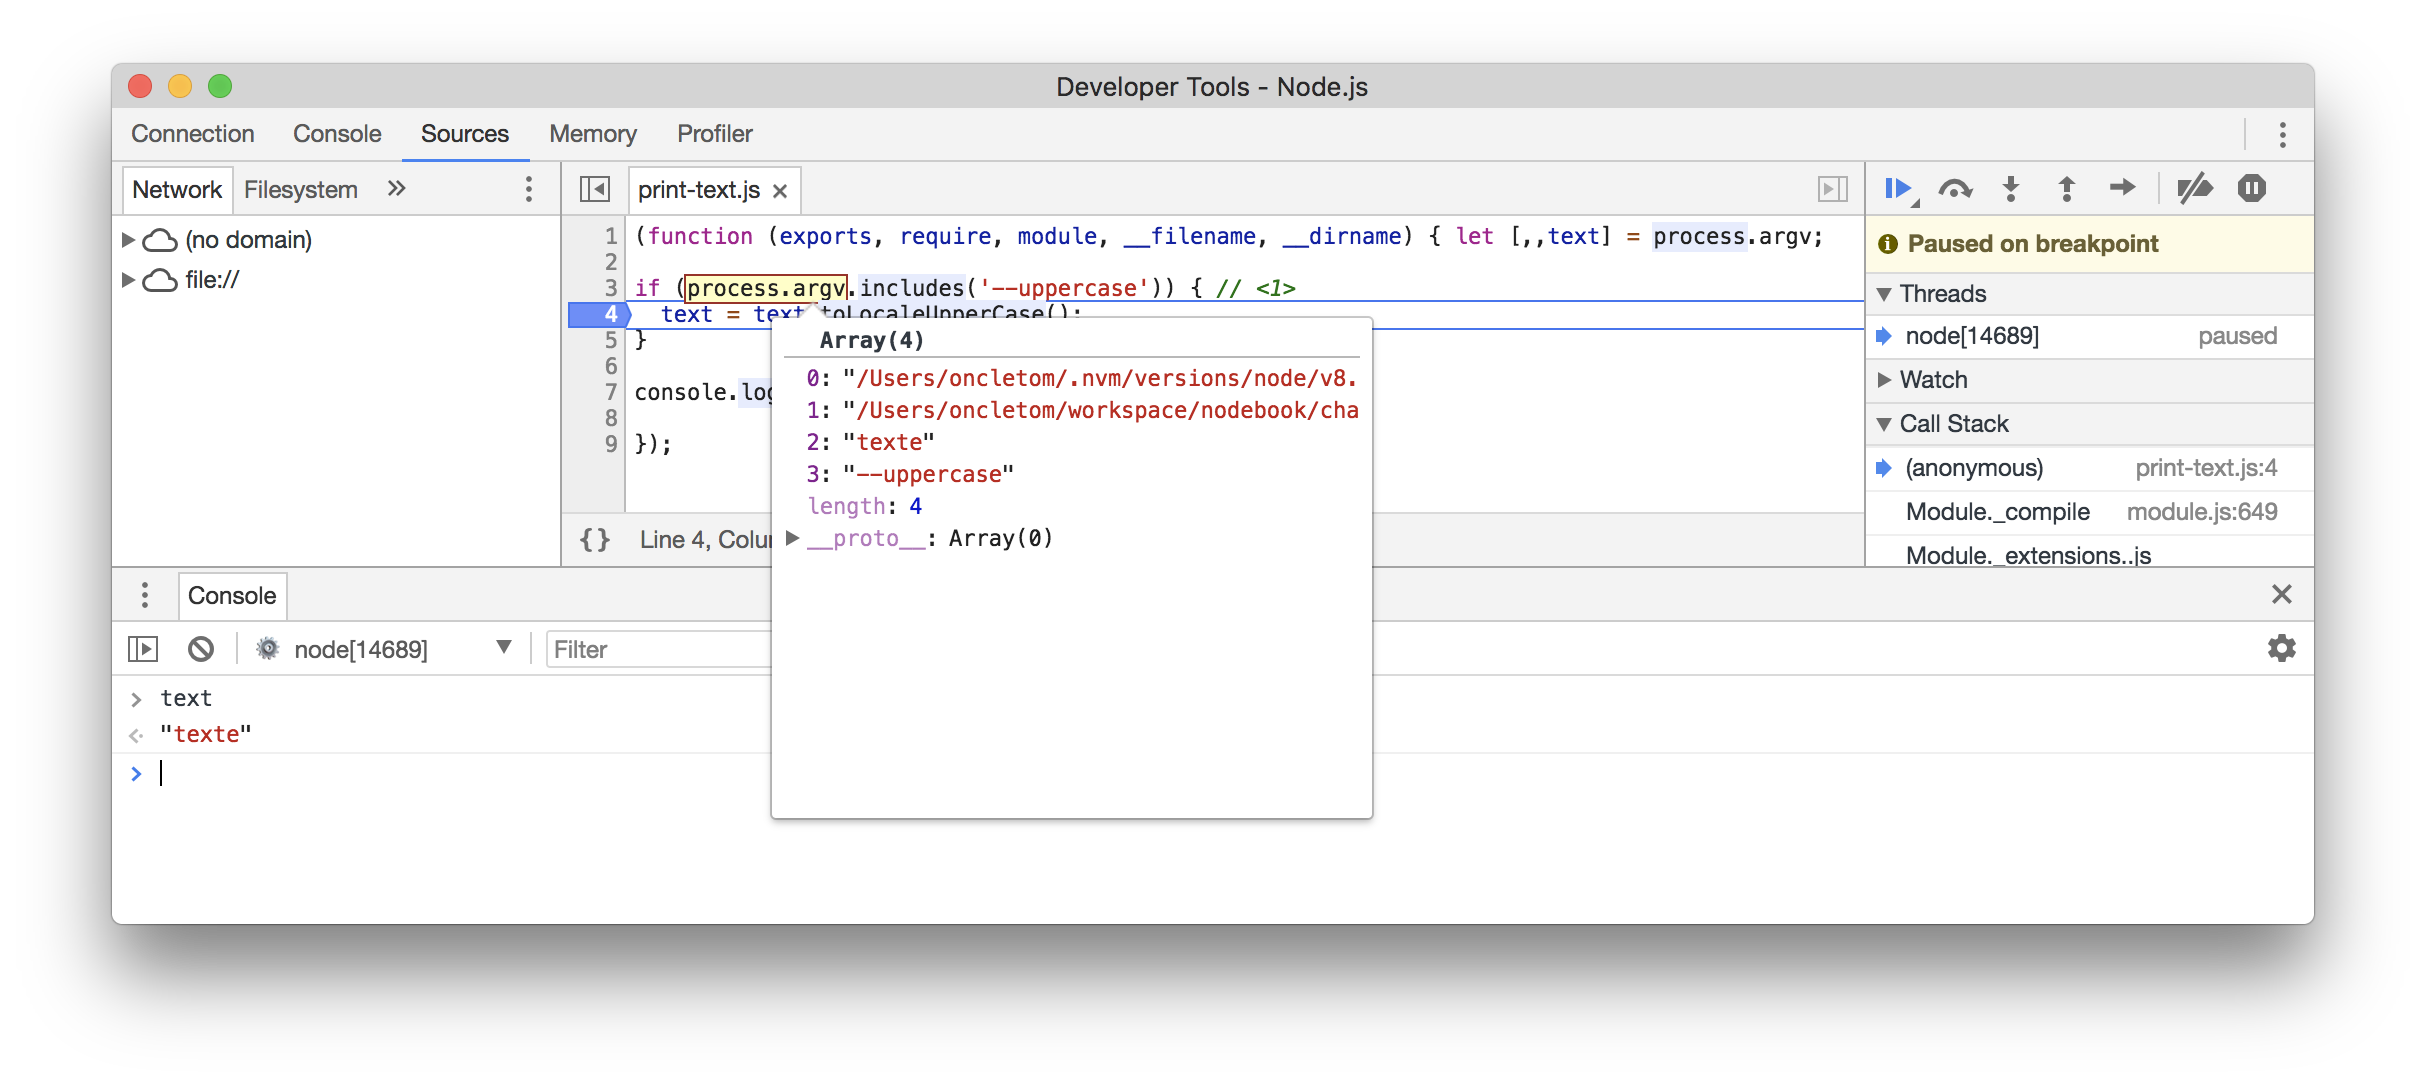 Developer Tools - Node.js
Connection Console Sources Memory Profiler
Network Filesystem »
(no domain)
file://
print-text.js ×
1 (function (exports, require, module, __filename, __dirname) { let [,,text] = process.argv;
2
3 if (process.argv.includes('--uppercase')) { // <1>
4 text = text.toLocaleUpperCase();
5 }
6
7 console.log
8
9 });
{} Line 4,
Array(4)
0: "/Users/oncletom/.nvm/versions/node/v8.
1: "/Users/oncletom/workspace/nodebook/cha
2: "texte"
3: "--uppercase"
length: 4
__proto__: Array(0)
Paused on breakpoint
Threads
node[14689] paused
Watch
Call Stack
(anonymous) print-text.js:4
Module._compile module.js:649
Module._extensions..js
Console
node[14689] Filter
> text
"texte"
>